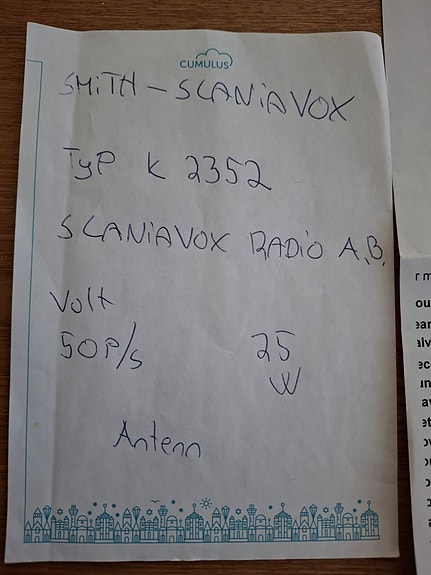 CUMULUS
SMiTH - SCANiAVOX
Typ K 2352
SCANiAVOX RADiO A.B.
Volt
50P/s 25
W
Antenn